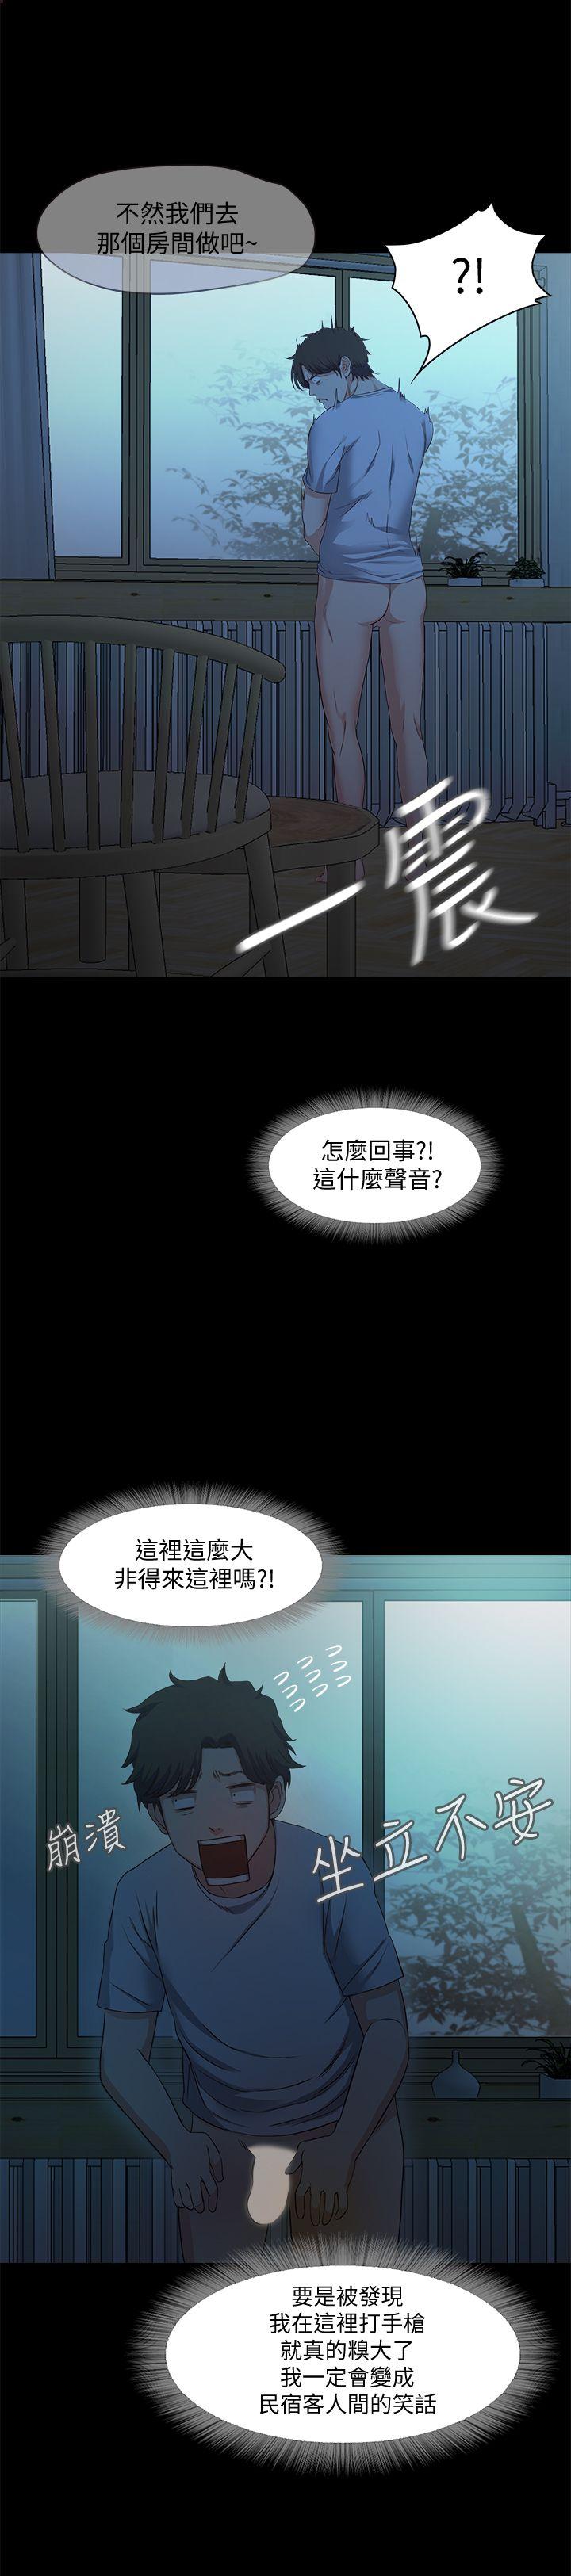 不然我們去
那個房間做吧~
?!
一震
怎麼回事?!
這什麼聲音?
這裡這麼大
非得來這裡嗎?!
崩潰
坐立不安
要是被發現
我在這裡打手槍
就真的糗大了
我一定會變成
民宿客人間的笑話